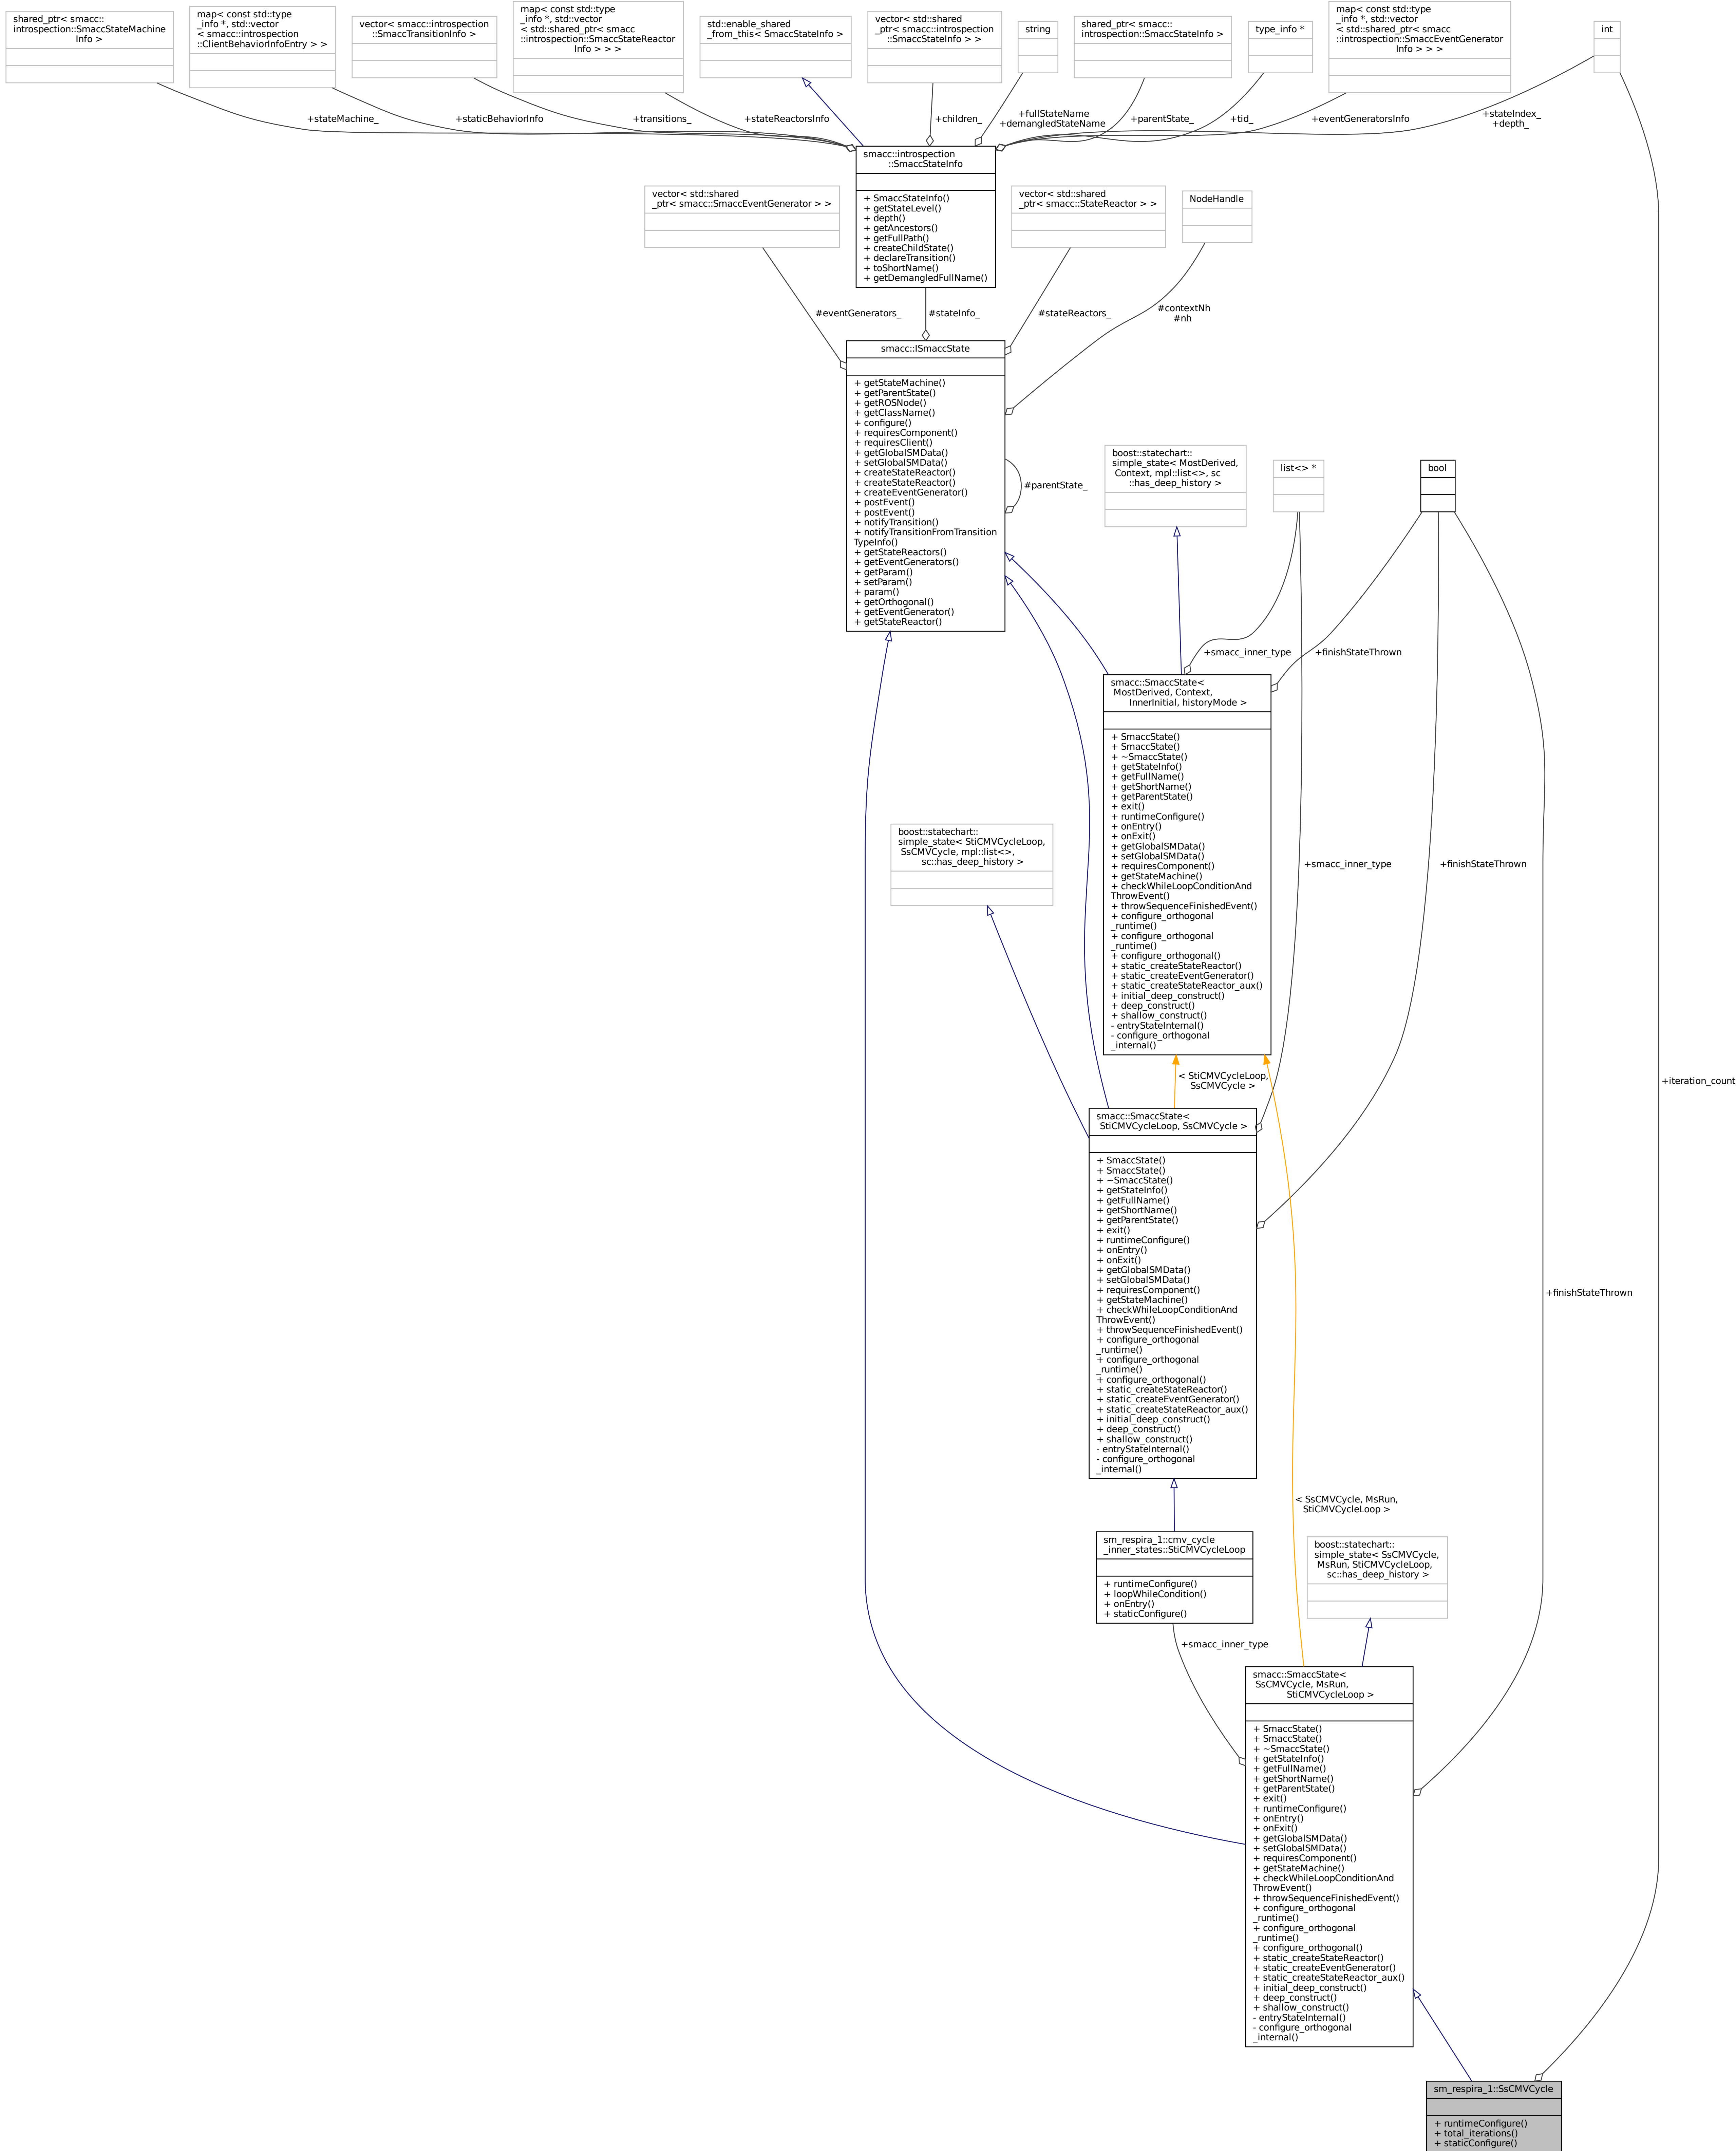 shared_ptr< smacc::
introspection::SmaccStateMachine
Info >
map< const std::type
_info *, std::vector
< smacc::introspection
::ClientBehaviorInfoEntry > >
vector< smacc::introspection
::SmaccTransitionInfo >
map< const std::type
_info *, std::vector
< std::shared_ptr< smacc
::introspection::SmaccStateReactor
Info > > >
std::enable_shared
_from_this< SmaccStateInfo >
vector< std::shared
_ptr< smacc::introspection
::SmaccStateInfo > >
string
shared_ptr< smacc::
introspection::SmaccStateInfo >
type_info *
map< const std::type
_info *, std::vector
< std::shared_ptr< smacc
::introspection::SmaccEventGenerator
Info > > >
int
+stateMachine_
+staticBehaviorInfo
+transitions_
+stateReactorsInfo
+children_
+fullStateName
+demangledStateName
+parentState_
+tid_
+eventGeneratorsInfo
+stateIndex_
+depth_
smacc::introspection
::SmaccStateInfo
+ SmaccStateInfo()
+ getStateLevel()
+ depth()
+ getAncestors()
+ getFullPath()
+ createChildState()
+ declareTransition()
+ toShortName()
+ getDemangledFullName()
vector< std::shared
_ptr< smacc::SmaccEventGenerator > >
vector< std::shared
_ptr< smacc::StateReactor > >
NodeHandle
#eventGenerators_
#stateInfo_
#stateReactors_
#contextNh
#nh
smacc::ISmaccState
+ getStateMachine()
+ getParentState()
+ getROSNode()
+ getClassName()
+ configure()
+ requiresComponent()
+ requiresClient()
+ getGlobalSMData()
+ setGlobalSMData()
+ createStateReactor()
+ createStateReactor()
+ createEventGenerator()
+ postEvent()
+ postEvent()
+ notifyTransition()
+ notifyTransitionFromTransition
TypeInfo()
+ getStateReactors()
+ getEventGenerators()
+ getParam()
+ setParam()
+ param()
+ getOrthogonal()
+ getEventGenerator()
+ getStateReactor()
#parentState_
boost::statechart::
simple_state< MostDerived,
Context, mpl::list<>, sc
::has_deep_history >
list<> *
bool
+smacc_inner_type
+finishStateThrown
smacc::SmaccState<
MostDerived, Context,
InnerInitial, historyMode >
+ SmaccState()
+ SmaccState()
+ ~SmaccState()
+ getStateInfo()
+ getFullName()
+ getShortName()
+ getParentState()
+ exit()
+ runtimeConfigure()
+ onEntry()
+ onExit()
+ getGlobalSMData()
+ setGlobalSMData()
+ requiresComponent()
+ getStateMachine()
+ checkWhileLoopConditionAnd
ThrowEvent()
+ throwSequenceFinishedEvent()
+ configure_orthogonal
_runtime()
+ configure_orthogonal
_runtime()
+ configure_orthogonal()
+ static_createStateReactor()
+ static_createEventGenerator()
+ static_createStateReactor_aux()
+ initial_deep_construct()
+ deep_construct()
+ shallow_construct()
- entryStateInternal()
- configure_orthogonal
_internal()
boost::statechart::
simple_state< StiCMVCycleLoop,
SsCMVCycle, mpl::list<>,
sc::has_deep_history >
+smacc_inner_type
+finishStateThrown
< StiCMVCycleLoop,
SsCMVCycle >
+iteration_count
smacc::SmaccState<
StiCMVCycleLoop, SsCMVCycle >
+ SmaccState()
+ SmaccState()
+ ~SmaccState()
+ getStateInfo()
+ getFullName()
+ getShortName()
+ getParentState()
+ exit()
+ runtimeConfigure()
+ onEntry()
+ onExit()
+ getGlobalSMData()
+ setGlobalSMData()
+ requiresComponent()
+ getStateMachine()
+ checkWhileLoopConditionAnd
ThrowEvent()
+ throwSequenceFinishedEvent()
+ configure_orthogonal
_runtime()
+ configure_orthogonal
_runtime()
+ configure_orthogonal()
+ static_createStateReactor()
+ static_createEventGenerator()
+ static_createStateReactor_aux()
+ initial_deep_construct()
+ deep_construct()
+ shallow_construct()
- entryStateInternal()
- configure_orthogonal
_internal()
+finishStateThrown
< SsCMVCycle, MsRun,
StiCMVCycleLoop >
sm_respira_1::cmv_cycle
_inner_states::StiCMVCycleLoop
+ runtimeConfigure()
+ loopWhileCondition()
+ onEntry()
+ staticConfigure()
boost::statechart::
simple_state< SsCMVCycle,
MsRun, StiCMVCycleLoop,
sc::has_deep_history >
+smacc_inner_type
smacc::SmaccState<
SsCMVCycle, MsRun,
StiCMVCycleLoop >
+ SmaccState()
+ SmaccState()
+ ~SmaccState()
+ getStateInfo()
+ getFullName()
+ getShortName()
+ getParentState()
+ exit()
+ runtimeConfigure()
+ onEntry()
+ onExit()
+ getGlobalSMData()
+ setGlobalSMData()
+ requiresComponent()
+ getStateMachine()
+ checkWhileLoopConditionAnd
ThrowEvent()
+ throwSequenceFinishedEvent()
+ configure_orthogonal
_runtime()
+ configure_orthogonal
_runtime()
+ configure_orthogonal()
+ static_createStateReactor()
+ static_createEventGenerator()
+ static_createStateReactor_aux()
+ initial_deep_construct()
+ deep_construct()
+ shallow_construct()
- entryStateInternal()
- configure_orthogonal
_internal()
sm_respira_1::SsCMVCycle
+ runtimeConfigure()
+ total_iterations()
+ staticConfigure()